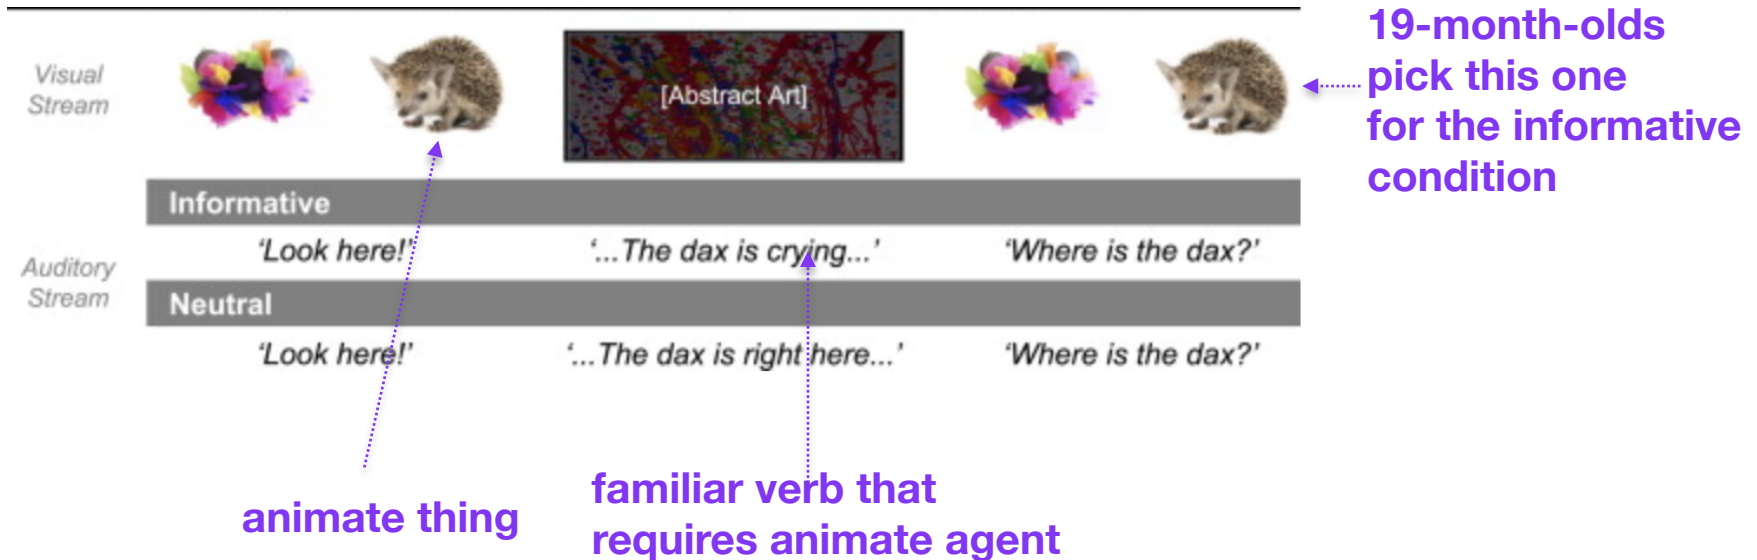 19-month-olds
pick this one
for the informative
condition
Visual
Stream
[Abstract Art]
Informative
‘Look here!’
‘...The dax is crying...’
‘Where is the dax?’
Auditory
Stream
Neutral
‘Look here!’
‘...The dax is right here...’
‘Where is the dax?’
animate thing
familiar verb that
requires animate agent